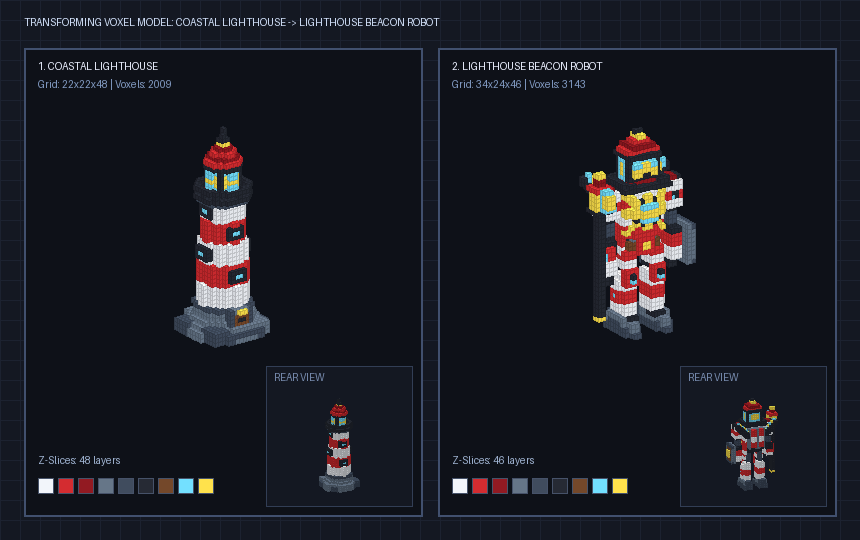 TRANSFORMING VOXEL MODEL: COASTAL LIGHTHOUSE -> LIGHTHOUSE BEACON ROBOT
1. COASTAL LIGHTHOUSE
Grid: 22x22x48 | Voxels: 2009
REAR VIEW
Z-Slices: 48 layers
2. LIGHTHOUSE BEACON ROBOT
Grid: 34x24x46 | Voxels: 3143
REAR VIEW
Z-Slices: 46 layers